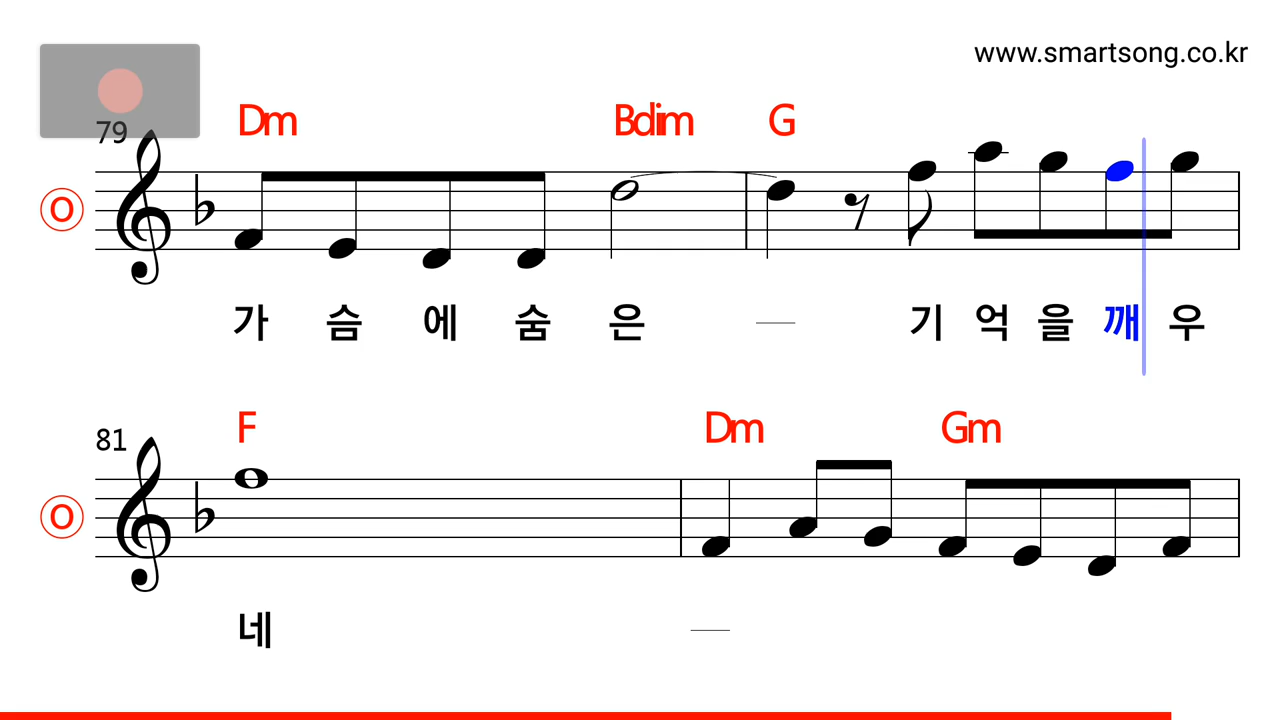 www.smartsong.co.kr
79
Dm Bdim G
O
가 슴 에 숨 은 — 기 억 을 깨 우
81
F Dm Gm
O
네 —